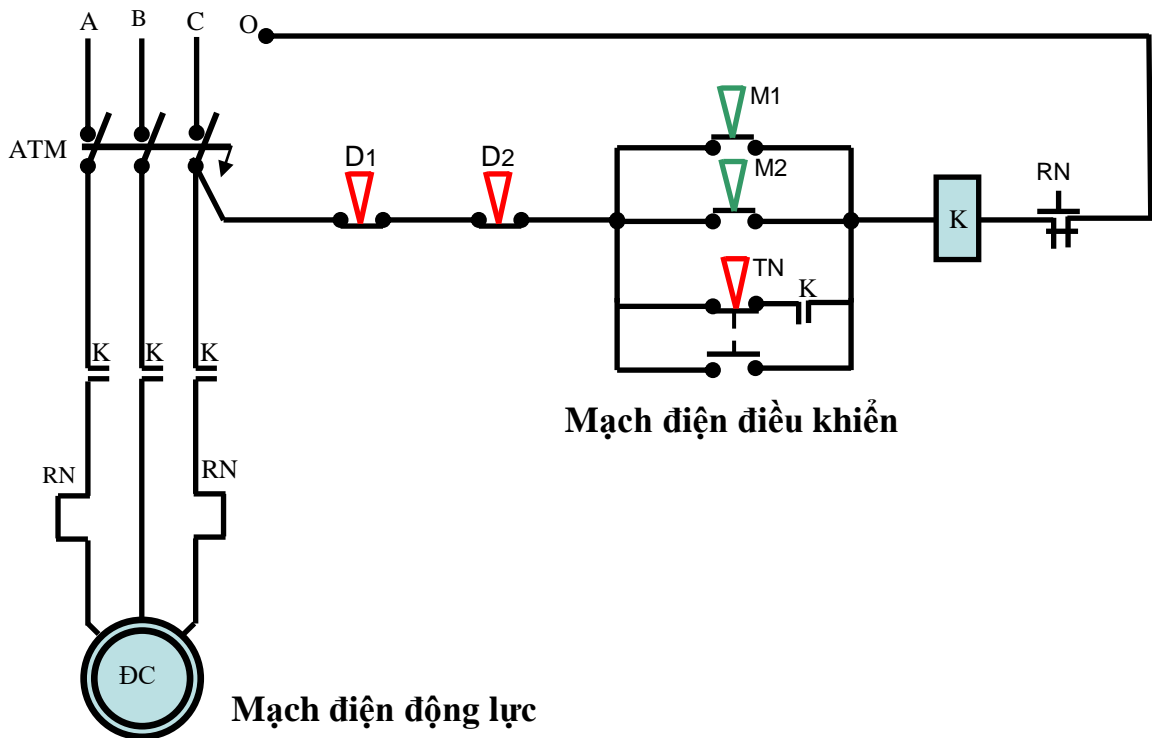 A B C O
M1
ATM
D1 D2 M2
RN
K
TN
K
K K K
Mạch điện điều khiển
RN RN
ĐC
Mạch điện động lực